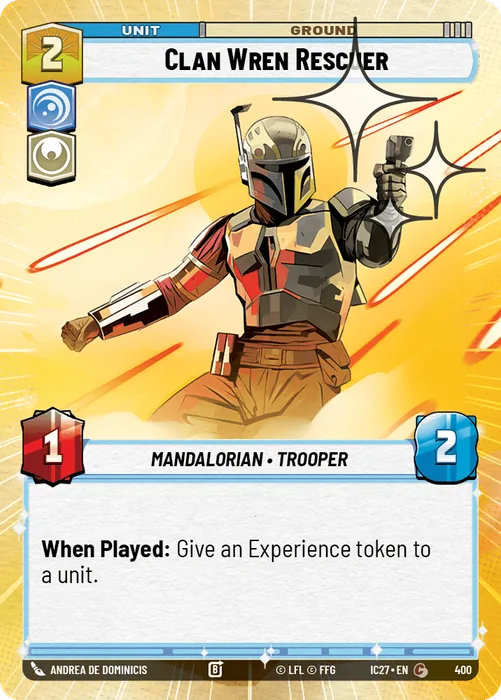 UNIT GROUND
2
CLAN WREN RESCUER
1
MANDALORIAN • TROOPER
2
When Played: Give an Experience token to
a unit.
ANDREA DE DOMINICIS B © LFL © FFG IC27 • EN C 400